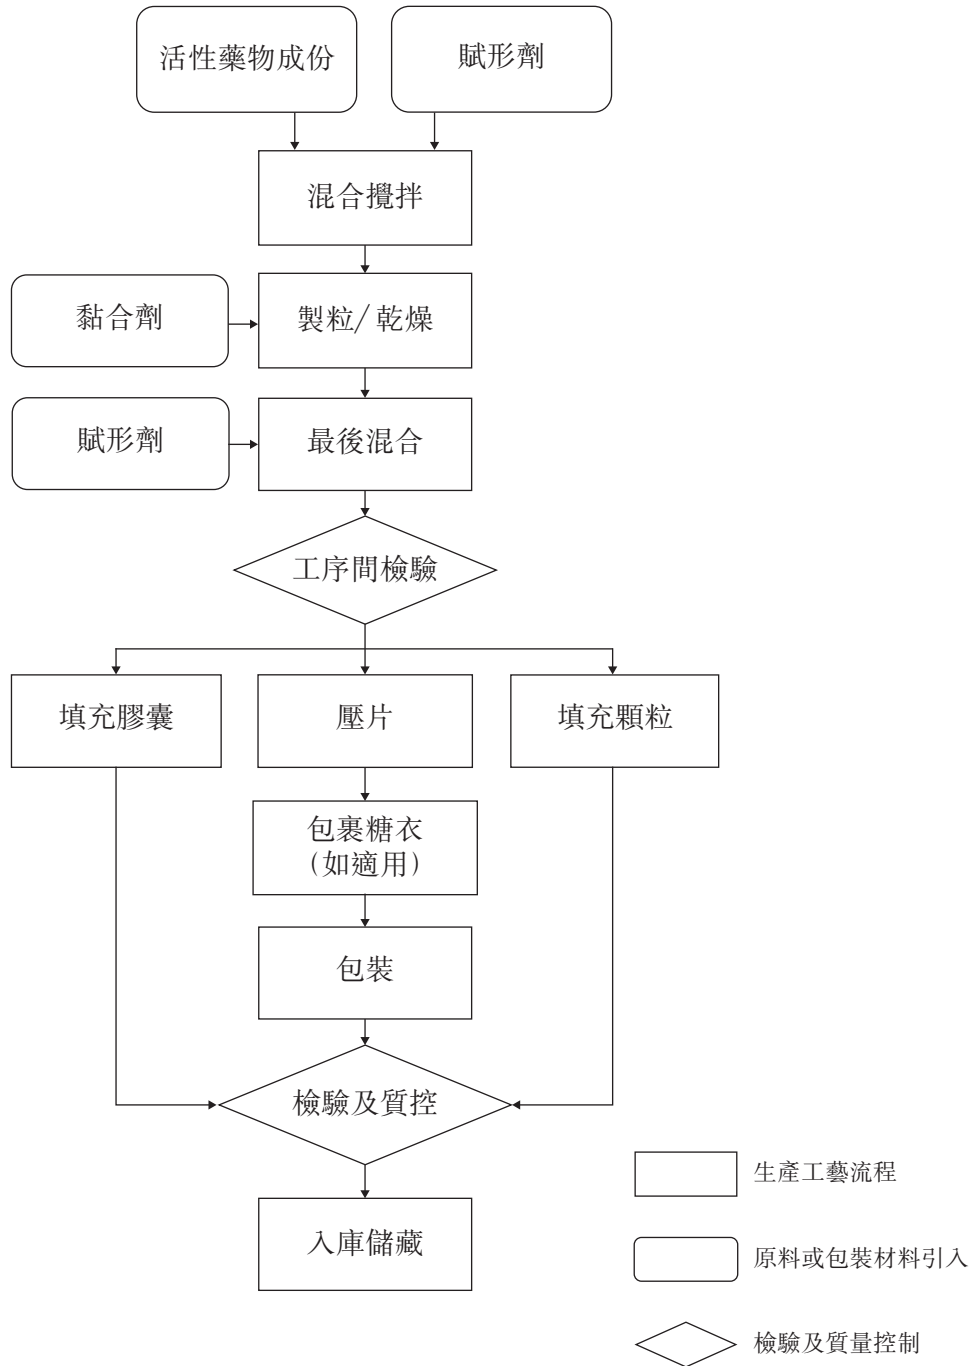 活性藥物成份
賦形劑
混合攪拌
黏合劑
製粒/乾燥
賦形劑
最後混合
工序間檢驗
填充膠囊
壓片
填充顆粒
包裹糖衣
(如適用)
包裝
檢驗及質控
入庫儲藏
生產工藝流程
原料或包裝材料引入
檢驗及質量控制